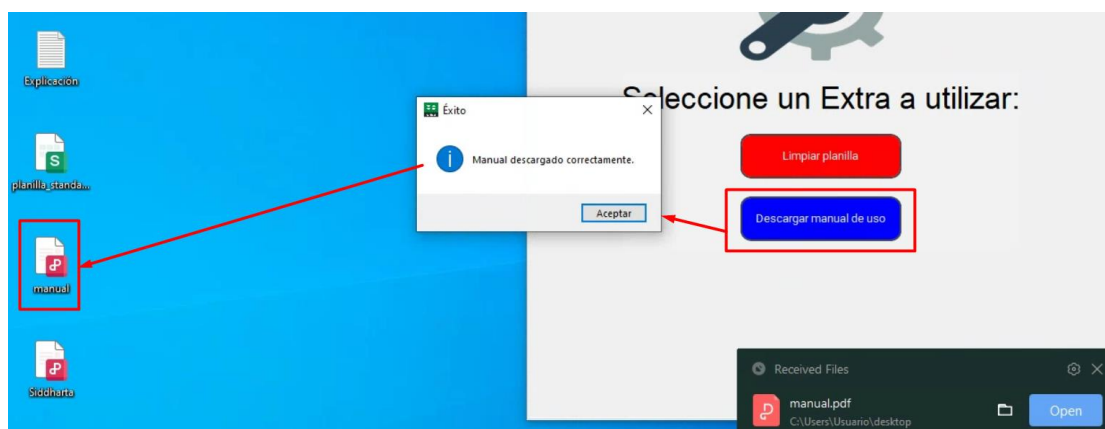 Explicación
planilla_standa...
manual
Siddharta
Seleccione un Extra a utilizar:
Éxito
Manual descargado correctamente.
Aceptar
Limpiar planilla
Descargar manual de uso
Received Files
manual.pdf
C:\Users\Usuario\desktop
Open